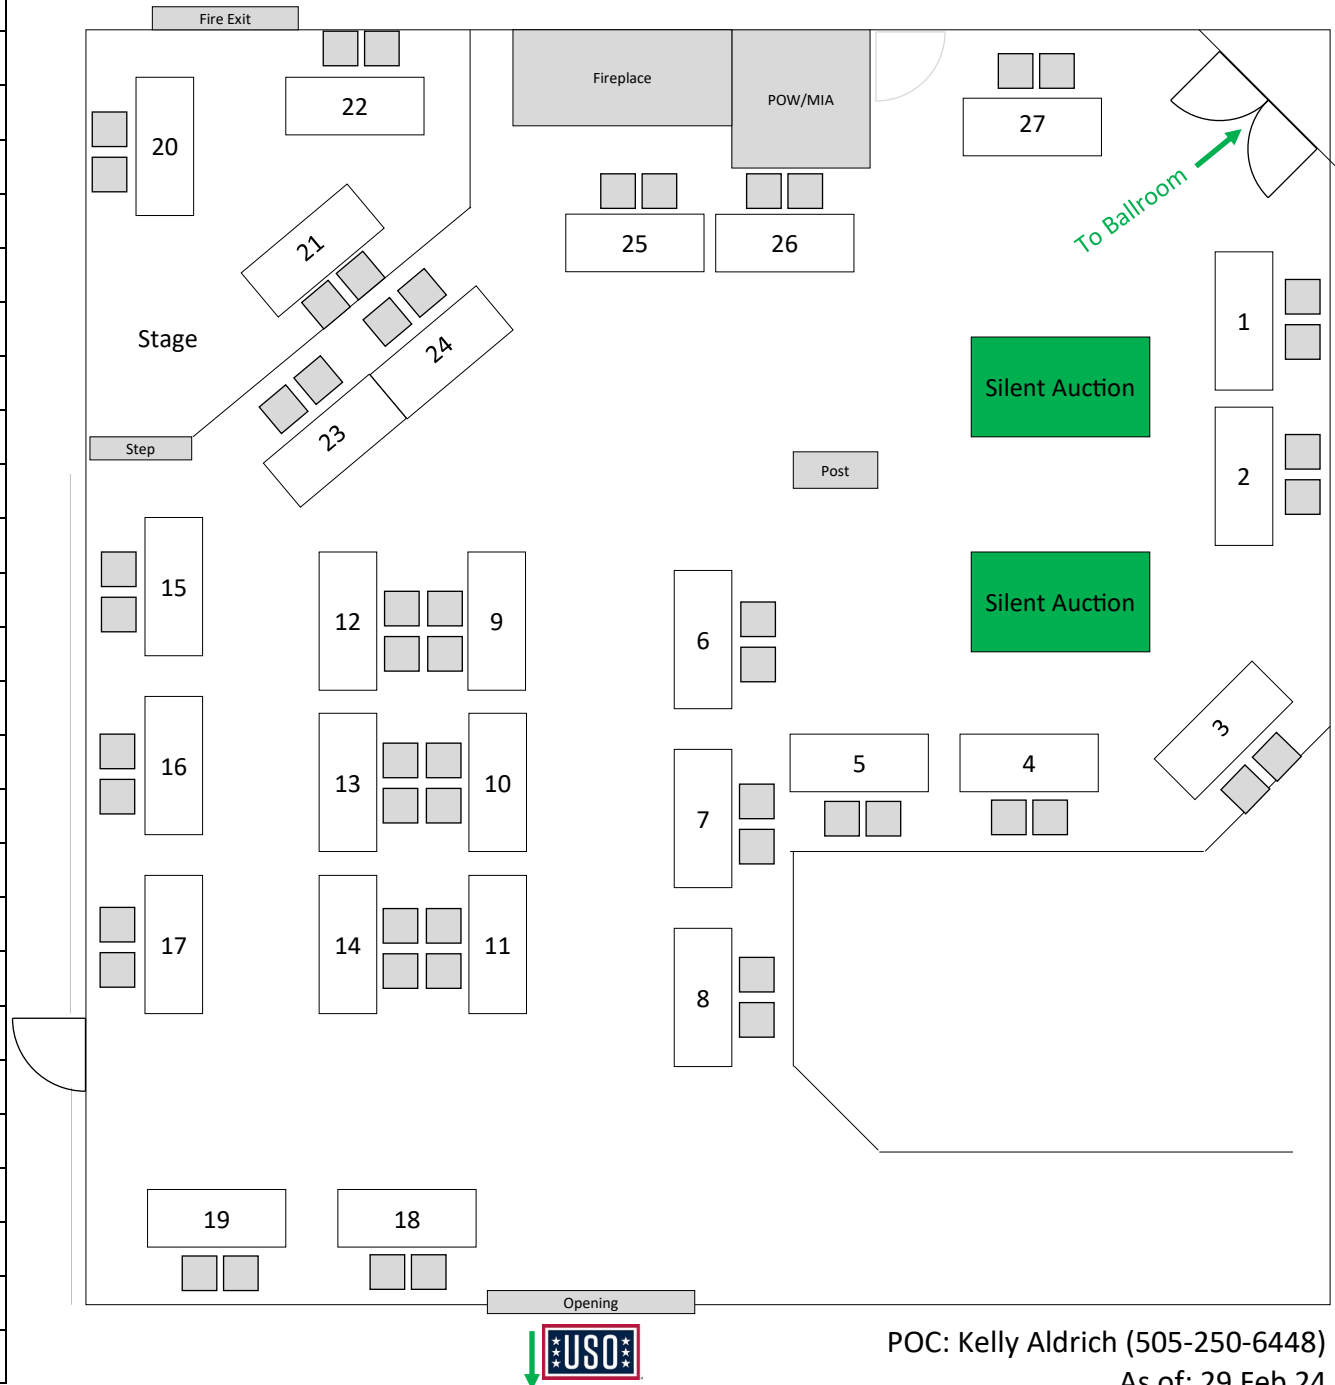 Fire Exit
22
20
Fireplace
POW/MIA
27
To Ballroom
21
25
26
1
Stage
24
Silent Auction
23
Step
Post
2
15
12
9
6
Silent Auction
3
16
13
10
7
5
4
17
14
11
8
19
18
Opening
USO
POC: Kelly Aldrich (505-250-6448)
As of: 29 Feb 24